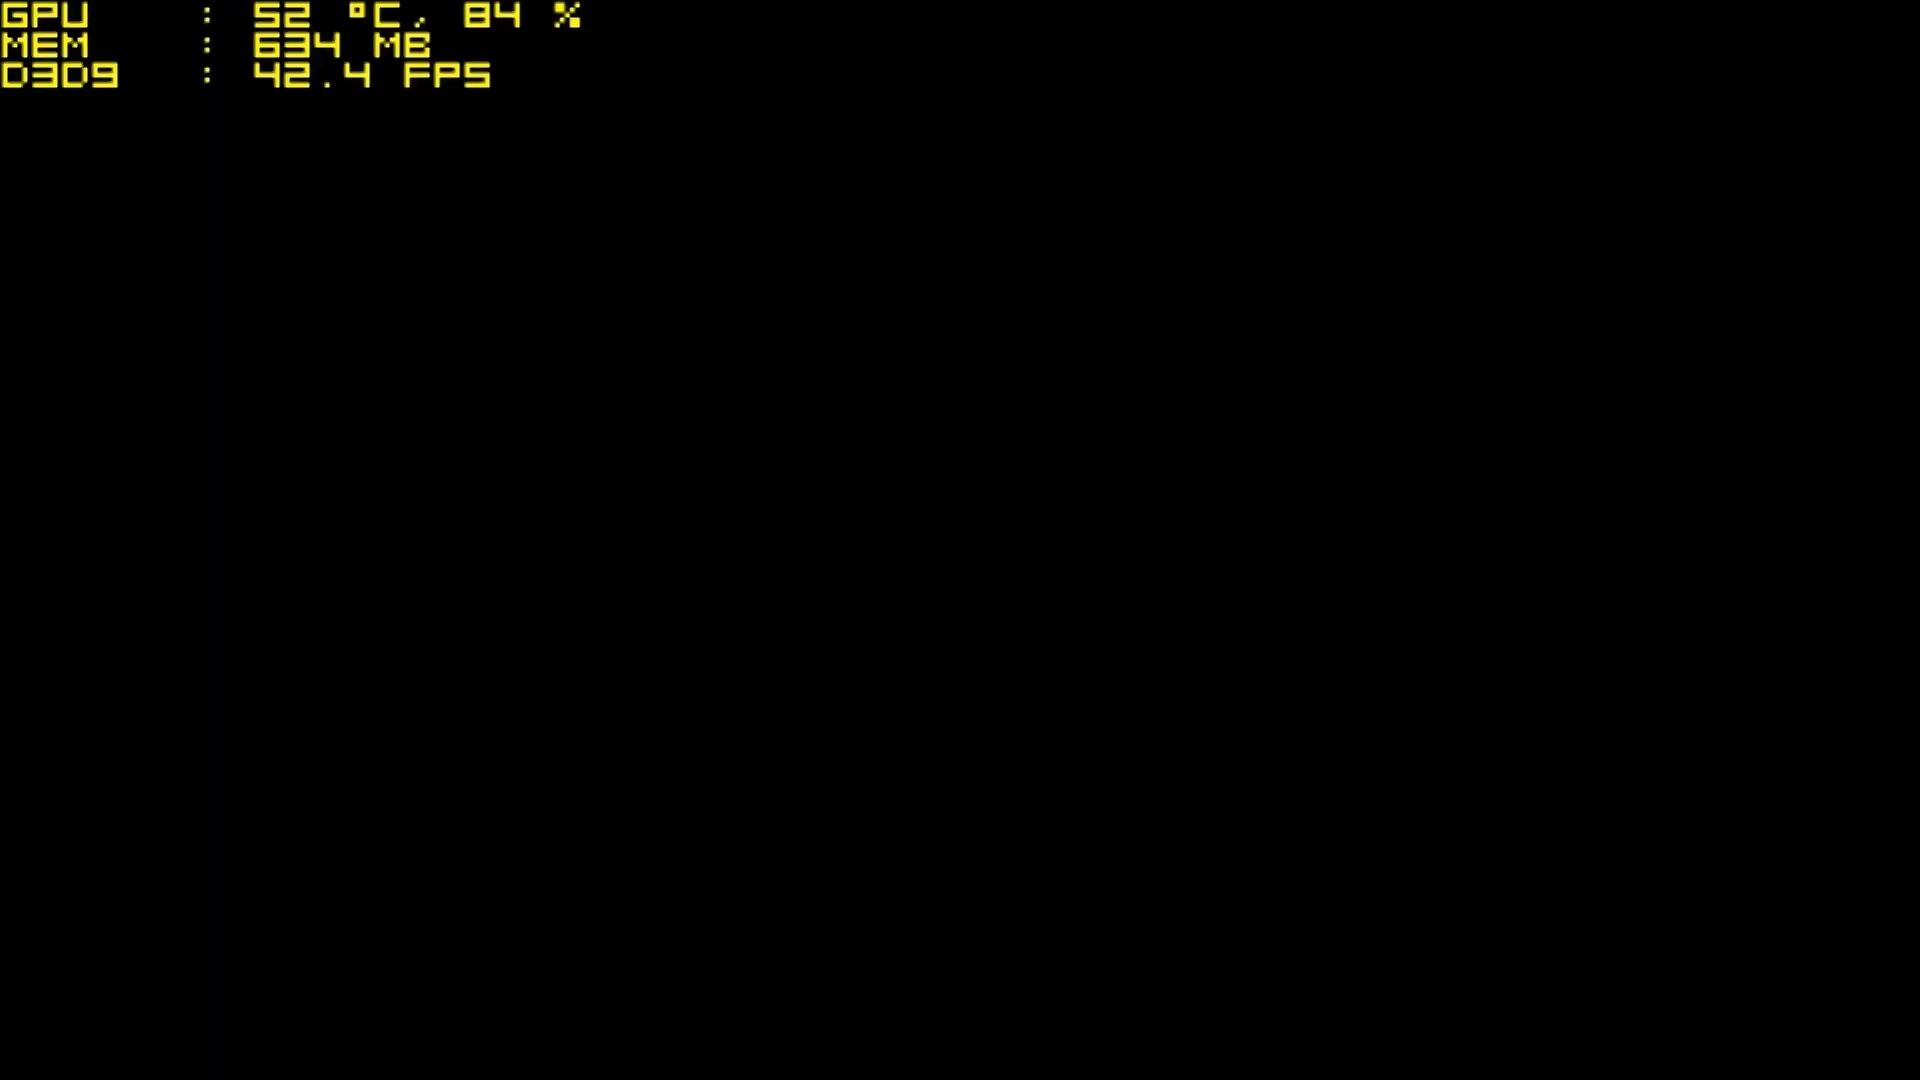 GPU : 52 °C, 84 %
MEM : 634 MB
D3D9 : 42.4 FPS